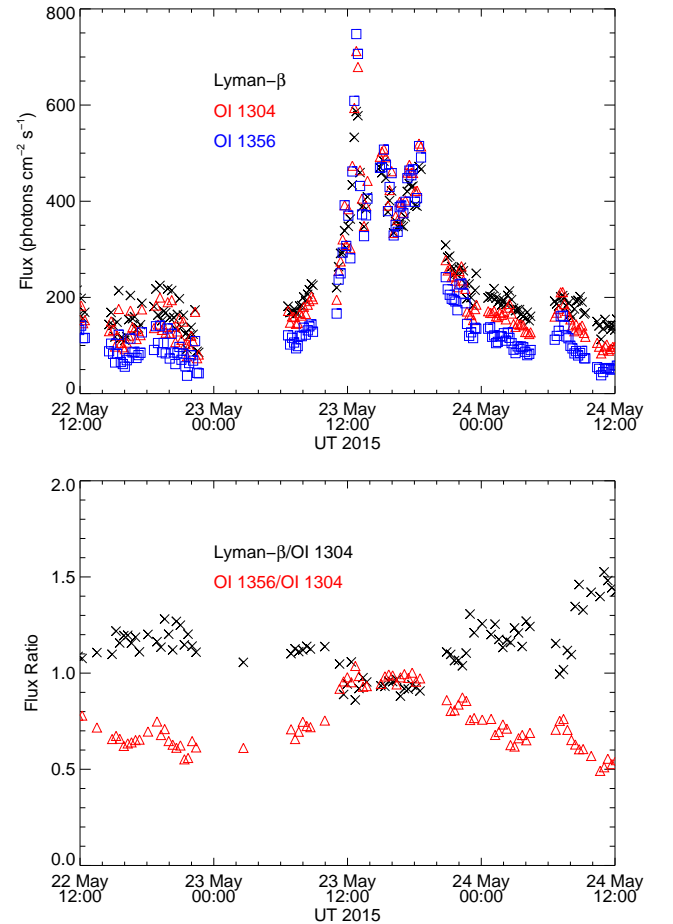 800
600
400
200
0
Flux (photons cm⁻² s⁻¹)
Lyman−β
OI 1304
OI 1356
22 May 23 May 23 May 24 May 24 May
12:00 00:00 12:00 00:00 12:00
UT 2015
2.0
1.5
1.0
0.5
0.0
Flux Ratio
Lyman−β/OI 1304
OI 1356/OI 1304
22 May 23 May 23 May 24 May 24 May
12:00 00:00 12:00 00:00 12:00
UT 2015